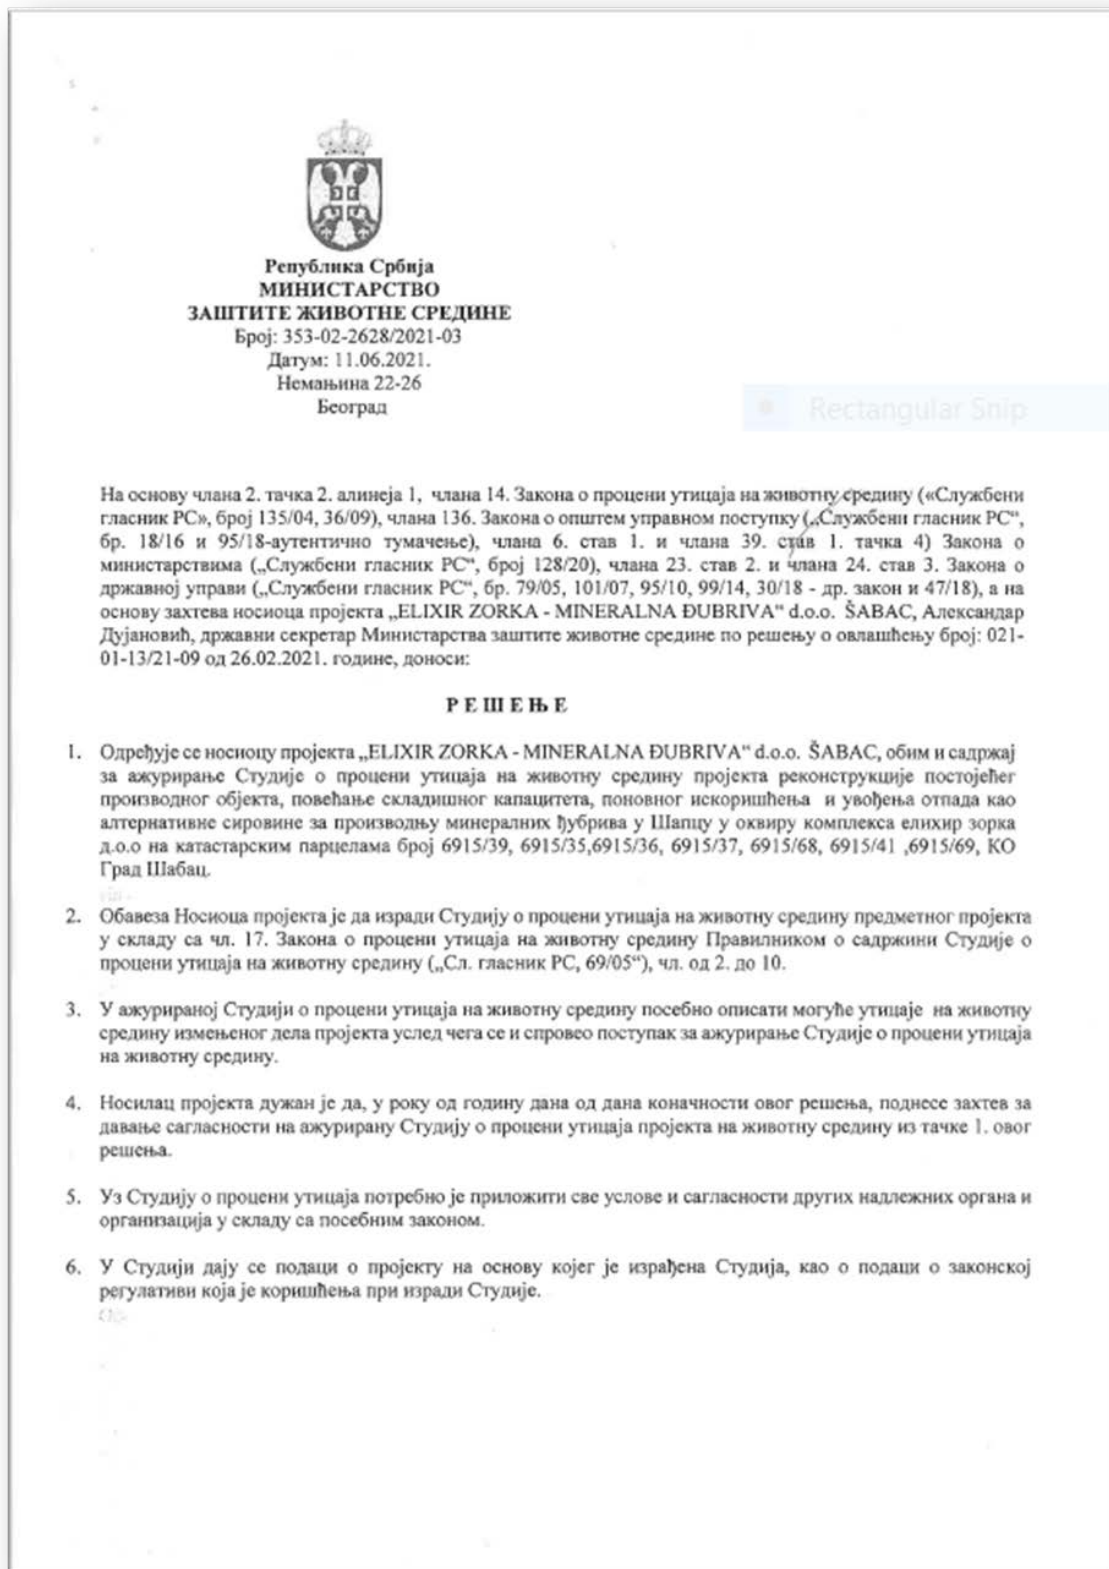 Република Србија
МИНИСТАРСТВО
ЗАШТИТЕ ЖИВОТНЕ СРЕДИНЕ
Број: 353-02-2628/2021-03
Датум: 11.06.2021.
Немањина 22-26
Београд
Rectangular Snip
На основу члана 2. тачка 2. алинеја 1, члана 14. Закона о процени утицаја на животну средину («Службени
гласник РС», број 135/04, 36/09), члана 136. Закона о општем управном поступку („Службени гласник РС“,
бр. 18/16 и 95/18-аутентично тумачење), члана 6. став 1. и члана 39. став 1. тачка 4) Закона о
министарствима („Службени гласник РС“, број 128/20), члана 23. став 2. и члана 24. став 3. Закона о
државној управи („Службени гласник РС“, бр. 79/05, 101/07, 95/10, 99/14, 30/18 - др. закон и 47/18), а на
основу захтева носиоца пројекта „ELIXIR ZORKA - MINERALNA ĐUBRIVA“ d.o.o. ŠABAC, Александар
Дујановић, државни секретар Министарства заштите животне средине по решењу о овлашћењу број: 021-
01-13/21-09 од 26.02.2021. године, доноси:
Р Е Ш Е Њ Е
1. Одређује се носиоцу пројекта „ELIXIR ZORKA - MINERALNA ĐUBRIVA“ d.o.o. ŠABAC, обим и садржај
за ажурирање Студије о процени утицаја на животну средину пројекта реконструкције постојећег
производног објекта, повећање складишног капацитета, поновног искоришћења и увођења отпада као
алтернативне сировине за производњу минералних ђубрива у Шапцу у оквиру комплекса елихир зорка
д.о.о на катастарским парцелама број 6915/39, 6915/35,6915/36, 6915/37, 6915/68, 6915/41 ,6915/69, КО
Град Шабац.
2. Обавеза Носиоца пројекта је да изради Студију о процени утицаја на животну средину предметног пројекта
у складу са чл. 17. Закона о процени утицаја на животну средину Правилником о садржини Студије о
процени утицаја на животну средину („Сл. гласник РС, 69/05“), чл. од 2. до 10.
3. У ажурираној Студији о процени утицаја на животну средину посебно описати могуће утицаје на животну
средину измењеног дела пројекта услед чега се и спровео поступак за ажурирање Студије о процени утицаја
на животну средину.
4. Носилац пројекта дужан је да, у року од годину дана од дана коначности овог решења, поднесе захтев за
давање сагласности на ажурирану Студију о процени утицаја пројекта на животну средину из тачке 1. овог
решења.
5. Уз Студију о процени утицаја потребно је приложити све услове и сагласности других надлежних органа и
организација у складу са посебним законом.
6. У Студији дају се подаци о пројекту на основу којег је израђена Студија, као о подаци о законској
регулативи која је коришћења при изради Студије.